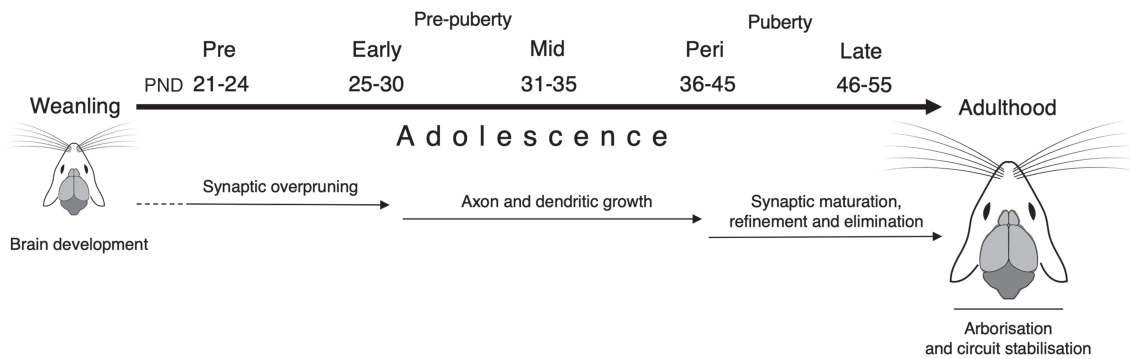 Pre-puberty
Puberty
Pre
Early
Mid
Peri
Late
PND 21-24
25-30
31-35
36-45
46-55
Weanling
Adulthood
Adolescence
Synaptic overpruning
Axon and dendritic growth
Synaptic maturation,
refinement and elimination
Brain development
Arborisation
and circuit stabilisation